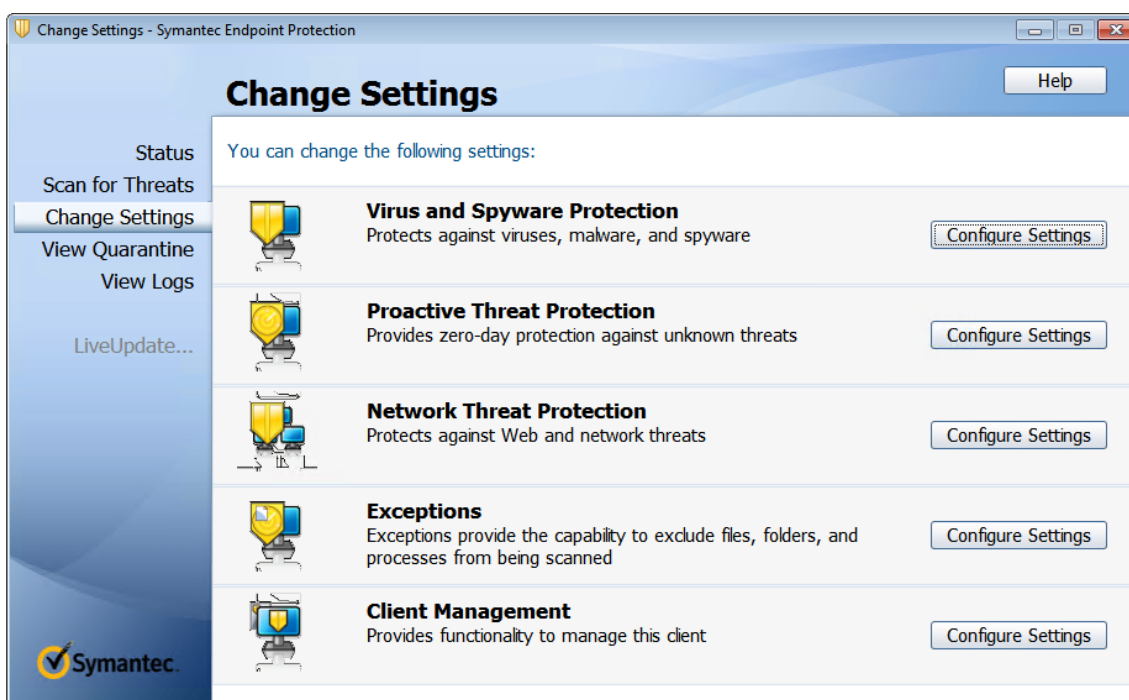 Change Settings - Symantec Endpoint Protection
Change Settings
Help
Status
Scan for Threats
Change Settings
View Quarantine
View Logs
LiveUpdate...
You can change the following settings:
Virus and Spyware Protection
Protects against viruses, malware, and spyware
Configure Settings
Proactive Threat Protection
Provides zero-day protection against unknown threats
Configure Settings
Network Threat Protection
Protects against Web and network threats
Configure Settings
Exceptions
Exceptions provide the capability to exclude files, folders, and
processes from being scanned
Configure Settings
Client Management
Provides functionality to manage this client
Configure Settings
Symantec.